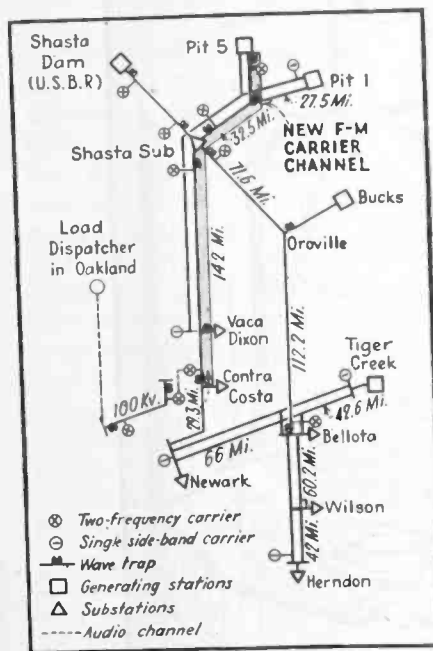 Shasta
Dam
(U.S.B.R)
Pit 5
Pit 1
27.5 Mi.
32.5 Mi.
NEW F-M
CARRIER
CHANNEL
Shasta Sub
71.6 Mi.
Bucks
Load
Dispatcher
in Oakland
Oroville
142 Mi.
112.2 Mi.
Vaca
Dixon
Tiger
Creek
Contra
Costa
100 Kv.
29.3 Mi.
49.6 Mi.
66 Mi.
Bellota
Newark
60.2 Mi.
Wilson
42 Mi.
Herndon
Two-frequency carrier
Single side-band carrier
Wave trap
Generating stations
Substations
Audio channel